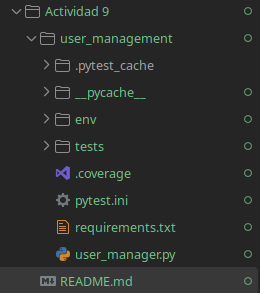 Actividad 9
user_management
.pytest_cache
__pycache__
env
tests
.coverage
pytest.ini
requirements.txt
user_manager.py
README.md